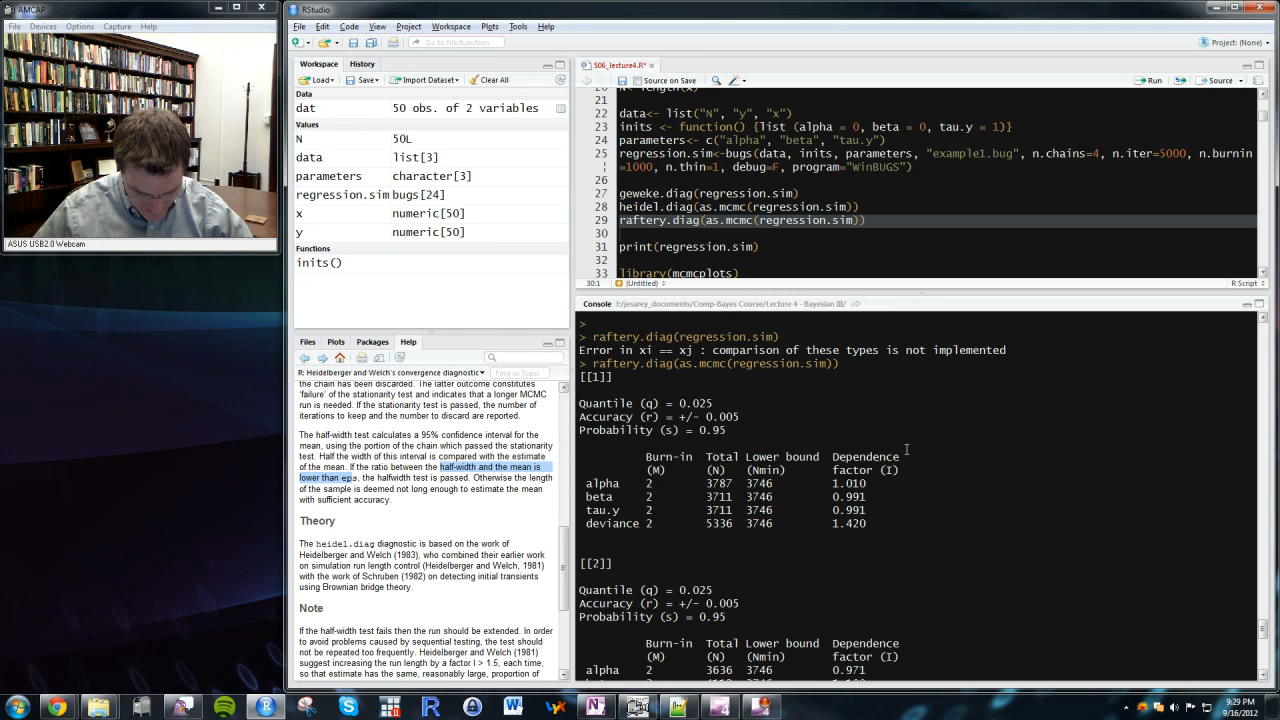 AMCAP
File Devices Options Capture Help
ASUS USB2.0 Webcam
RStudio
File Edit Code View Project Workspace Plots Tools Help
Go to file/function
Project: (None)
Workspace History
Load Save Import Dataset Clear All
Data
dat 50 obs. of 2 variables
Values
N 50L
data list[3]
parameters character[3]
regression.sim bugs[24]
x numeric[50]
y numeric[50]
Functions
inits()
Files Plots Packages Help
R: Heidelberger and Welch's convergence diagnostic Find in Topic
the chain has been discarded. The latter outcome constitutes
'failure' of the stationarity test and indicates that a longer MCMC
run is needed. If the stationarity test is passed, the number of
iterations to keep and the number to discard are reported.
The half-width test calculates a 95% confidence interval for the
mean, using the portion of the chain which passed the stationarity
test. Half the width of this interval is compared with the estimate
of the mean. If the ratio between the half-width and the mean is
lower than eps, the halfwidth test is passed. Otherwise the length
of the sample is deemed not long enough to estimate the mean
with sufficient accuracy.
Theory
The heidel.diag diagnostic is based on the work of
Heidelberger and Welch (1983), who combined their earlier work
on simulation run length control (Heidelberger and Welch, 1981)
with the work of Schruben (1982) on detecting initial transients
using Brownian bridge theory.
Note
If the half-width test fails then the run should be extended. In order
to avoid problems caused by sequential testing, the test should
not be repeated too frequently. Heidelberger and Welch (1981)
suggest increasing the run length by a factor I > 1.5, each time,
so that estimate has the same, reasonably large, proportion of
506_lecture4.R*
Source on Save Run Source
20 N<- length(x)
21
22 data<- list("N", "y", "x")
23 inits <- function() {list (alpha = 0, beta = 0, tau.y = 1)}
24 parameters<- c("alpha", "beta", "tau.y")
25 regression.sim<-bugs(data, inits, parameters, "example1.bug", n.chains=4, n.iter=5000, n.burnin
=1000, n.thin=1, debug=F, program="WinBUGS")
26
27 geweke.diag(regression.sim)
28 heidel.diag(as.mcmc(regression.sim))
29 raftery.diag(as.mcmc(regression.sim))
30
31 print(regression.sim)
32
33 library(mcmcplots)
30:1 (Untitled) R Script
Console J:/jesarey_documents/Comp-Bayes Course/Lecture 4 - Bayesian III/
>
> raftery.diag(regression.sim)
Error in xi == xj : comparison of these types is not implemented
> raftery.diag(as.mcmc(regression.sim))
[[1]]
Quantile (q) = 0.025
Accuracy (r) = +/- 0.005
Probability (s) = 0.95
Burn-in Total Lower bound Dependence
(M) (N) (Nmin) factor (I)
alpha 2 3787 3746 1.010
beta 2 3711 3746 0.991
tau.y 2 3711 3746 0.991
deviance 2 5336 3746 1.420
[[2]]
Quantile (q) = 0.025
Accuracy (r) = +/- 0.005
Probability (s) = 0.95
Burn-in Total Lower bound Dependence
(M) (N) (Nmin) factor (I)
alpha 2 3636 3746 0.971
9:29 PM
9/16/2012